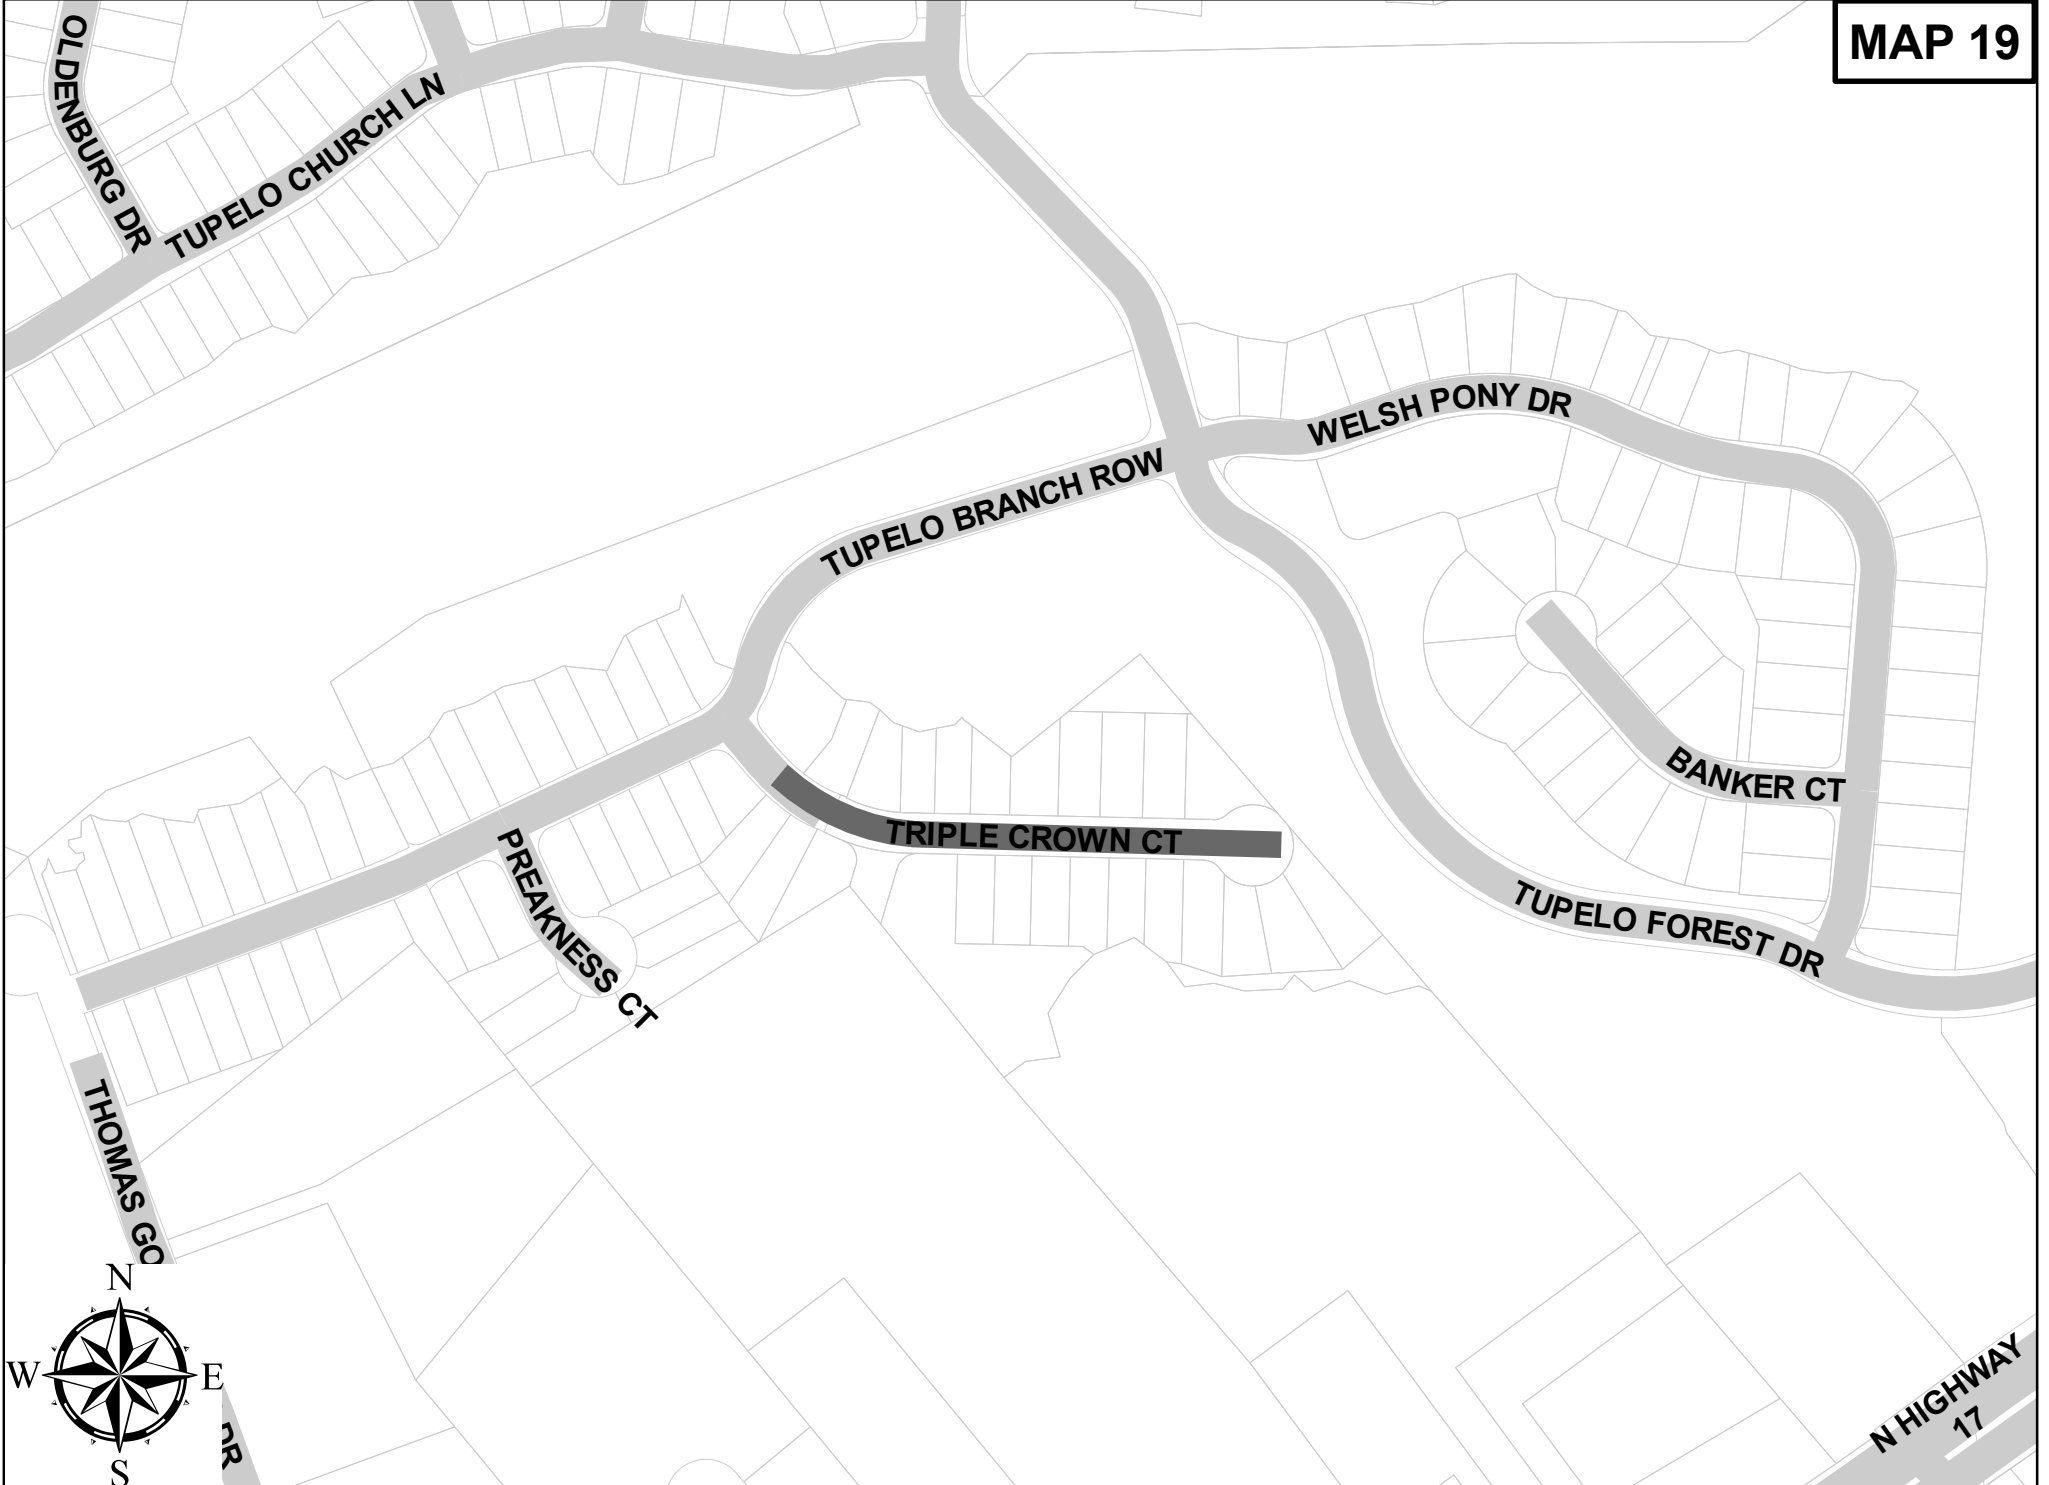 MAP 19
OLDENBURG DR
TUPELO CHURCH LN
WELSH PONY DR
TUPELO BRANCH ROW
BANKER CT
TRIPLE CROWN CT
PREAKNESS CT
TUPELO FOREST DR
THOMAS GO
N
W E
S
DR
N HIGHWAY
17